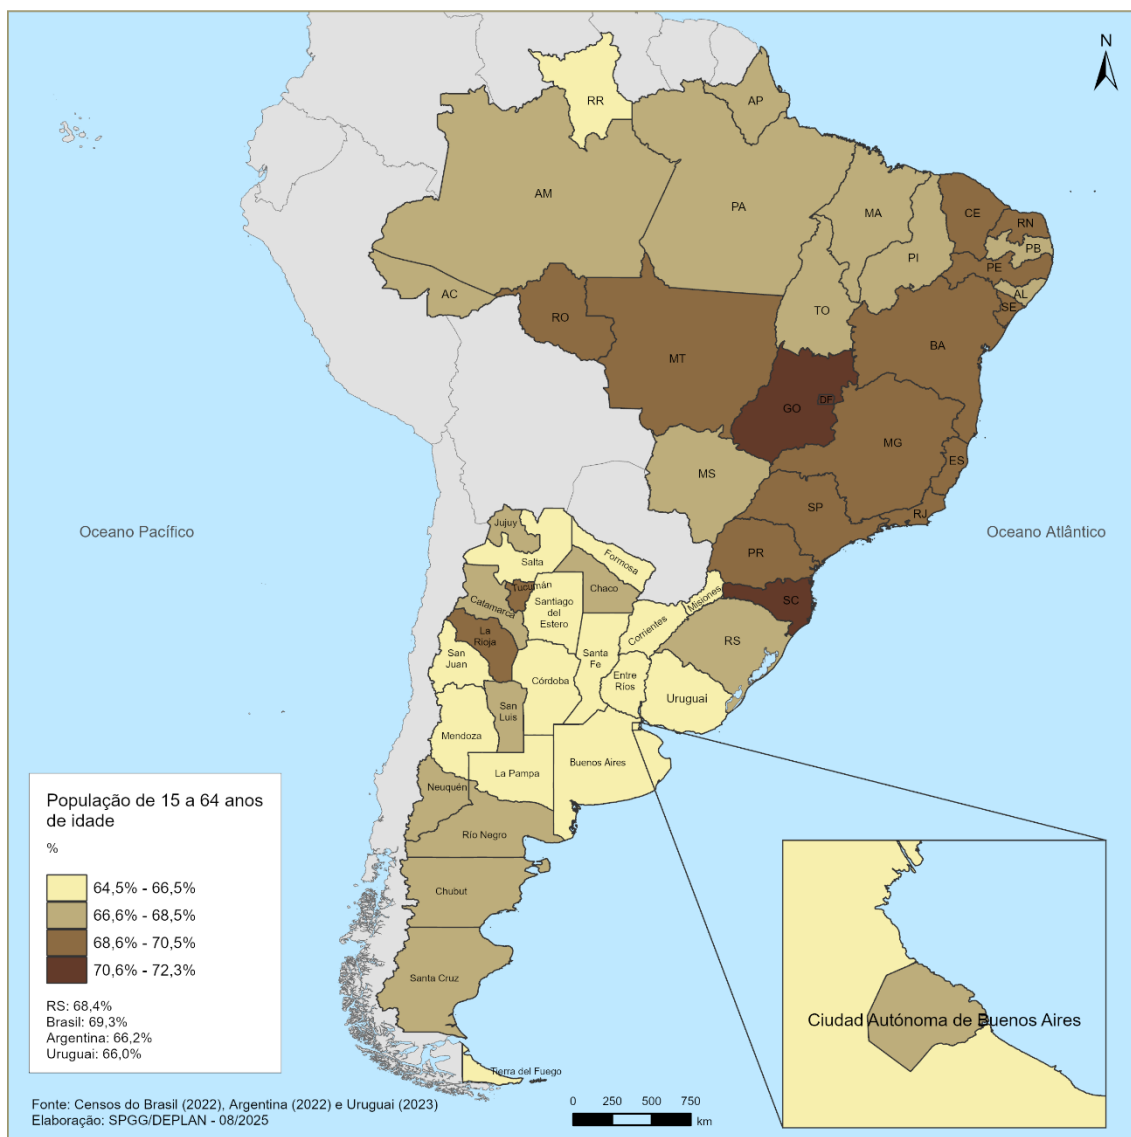 N
RR
AP
AM
PA
MA
CE
RN
PB
PI
PE
AC
AL
SE
TO
RO
BA
MT
GO
DF
MG
ES
MS
SP
RJ
Oceano Pacífico
Oceano Atlântico
PR
SC
RS
Jujuy
Salta
Formosa
Tucumán
Chaco
Catamarca
Santiago
del
Estero
Misiones
Corrientes
La
Rioja
San
Juan
Santa
Fe
Córdoba
Entre
Ríos
Uruguai
San
Luis
Mendoza
Buenos Aires
La Pampa
Neuquén
Río Negro
Chubut
Santa Cruz
Tierra del Fuego
Ciudad Autónoma de Buenos Aires
População de 15 a 64 anos
de idade
%
64,5% - 66,5%
66,6% - 68,5%
68,6% - 70,5%
70,6% - 72,3%
RS: 68,4%
Brasil: 69,3%
Argentina: 66,2%
Uruguai: 66,0%
Fonte: Censos do Brasil (2022), Argentina (2022) e Uruguai (2023)
Elaboração: SPGG/DEPLAN - 08/2025
0 250 500 750
km